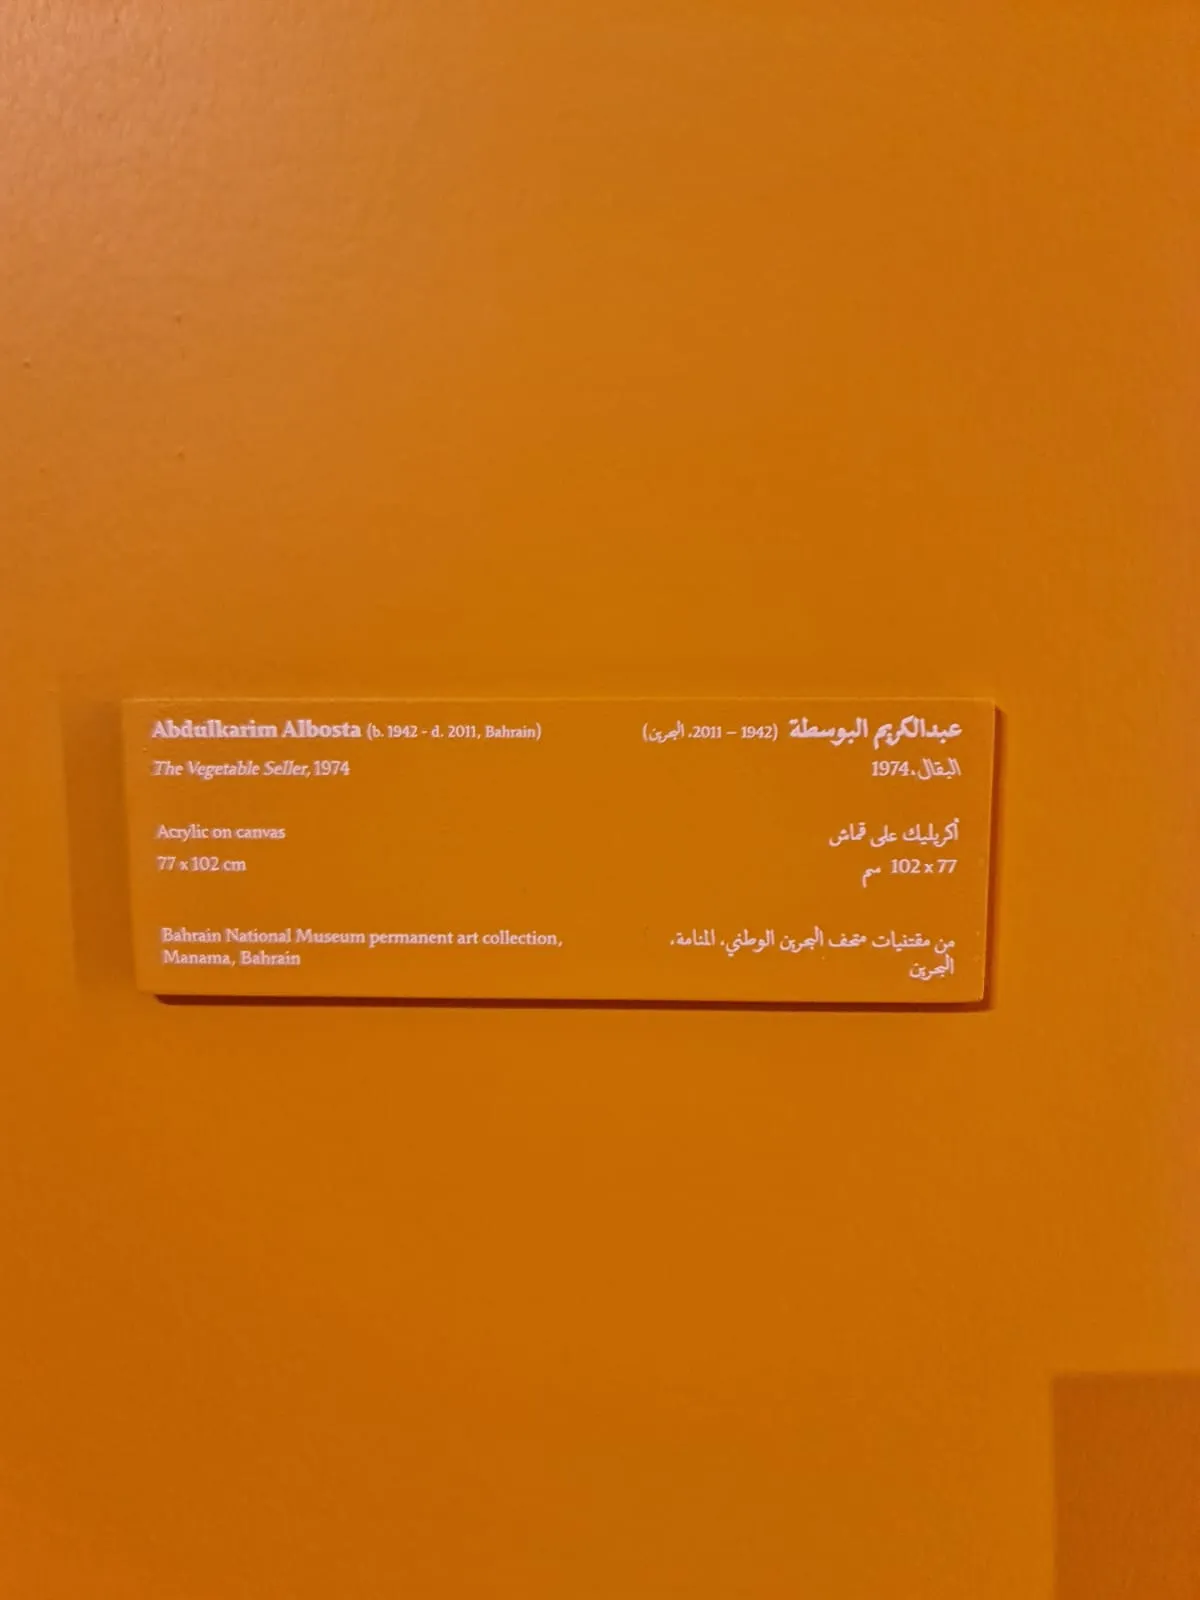 Abdulkarim Albosta (b. 1942 - d. 2011, Bahrain)
The Vegetable Seller, 1974
Acrylic on canvas
77 x 102 cm
Bahrain National Museum permanent art collection,
Manama, Bahrain
عبدالكريم البوسطة (1942 – 2011، البحرين)
البقال، 1974
أكريليك على قماش
77 x 102 سم
من مقتنيات متحف البحرين الوطني، المنامة،
البحرين